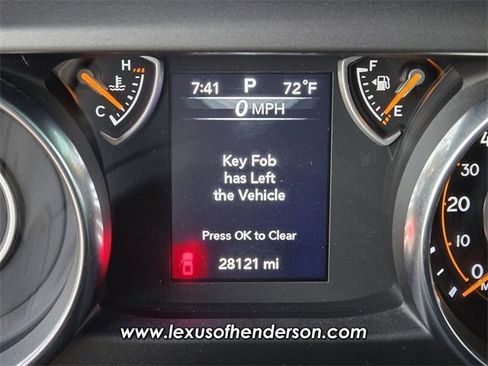 H
C
7:41 P 72°F
0 MPH
F
E
Key Fob
has Left
the Vehicle
Press OK to Clear
28121 mi
30
20
10
0
www.lexusofhenderson.com